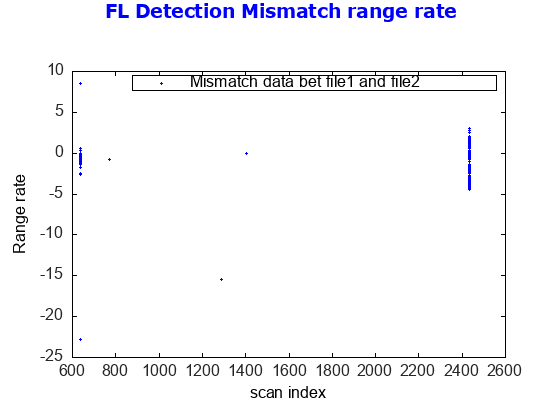 FL Detection Mismatch range rate
Mismatch data bet file1 and file2
10
5
0
-5
-10
-15
-20
-25
Range rate
600 800 1000 1200 1400 1600 1800 2000 2200 2400 2600
scan index